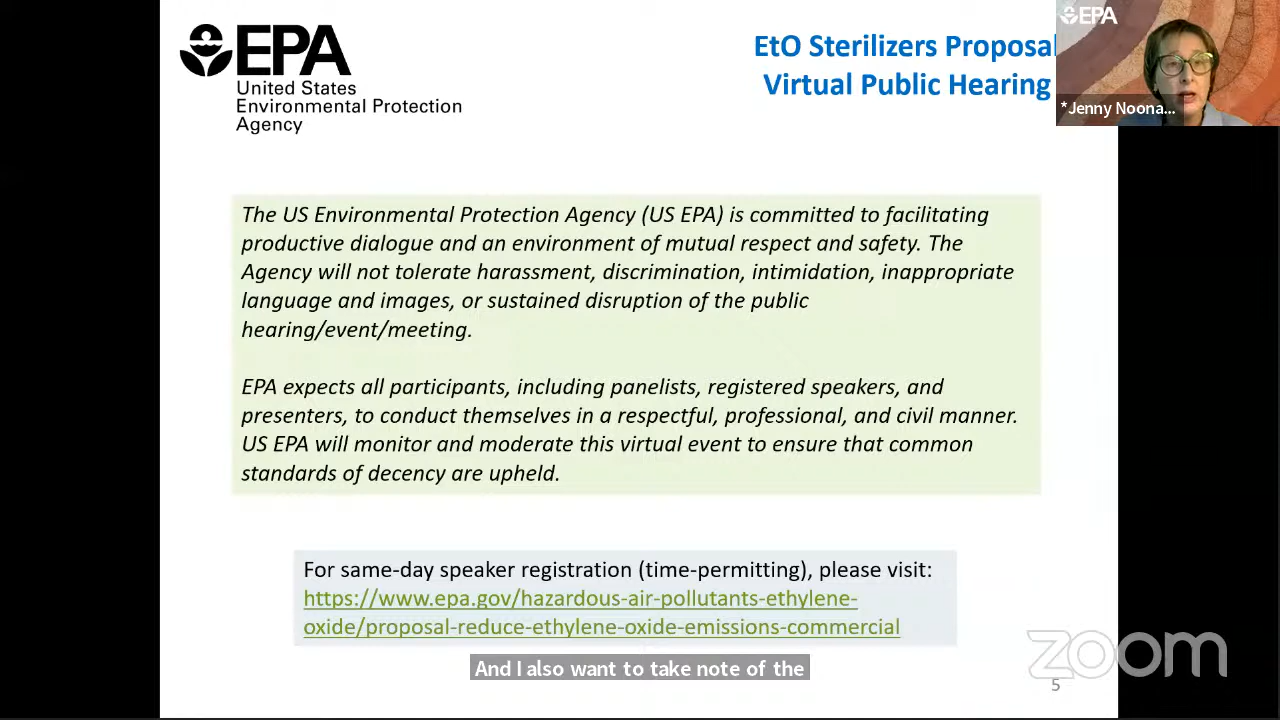 EPA
United States
Environmental Protection
Agency
EtO Sterilizers Proposal
Virtual Public Hearing
EPA
*Jenny Noona...
The US Environmental Protection Agency (US EPA) is committed to facilitating
productive dialogue and an environment of mutual respect and safety. The
Agency will not tolerate harassment, discrimination, intimidation, inappropriate
language and images, or sustained disruption of the public
hearing/event/meeting.
EPA expects all participants, including panelists, registered speakers, and
presenters, to conduct themselves in a respectful, professional, and civil manner.
US EPA will monitor and moderate this virtual event to ensure that common
standards of decency are upheld.
For same-day speaker registration (time-permitting), please visit:
https://www.epa.gov/hazardous-air-pollutants-ethylene-
oxide/proposal-reduce-ethylene-oxide-emissions-commercial
And I also want to take note of the
zoom
5